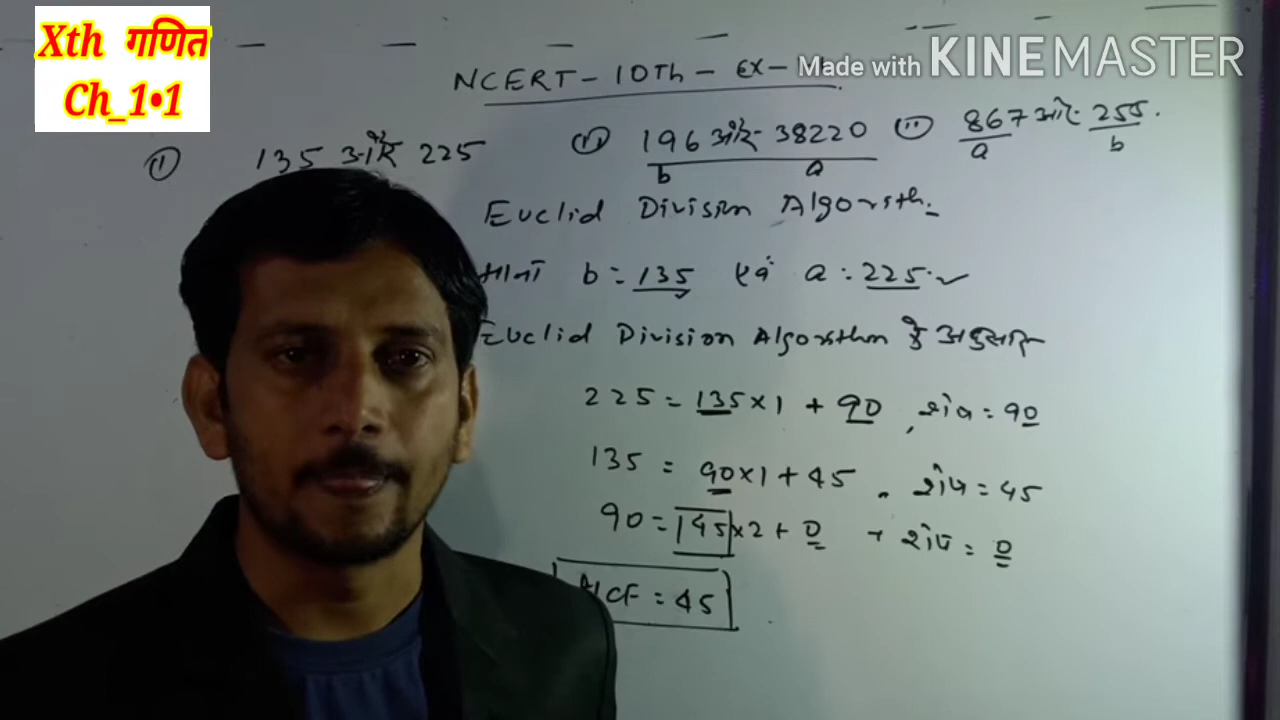 Xth गणित
Ch_1•1
Made with KINEMASTER
NCERT - 10Th - Ex -
(i) 135 और 225 (ii) 196 और 38220 (iii) 867 और 255.
b a a b
Euclid Division Algorith.
माना b = 135 एवं a = 225.
Euclid Division Algorithm के अनुसार
225 = 135 × 1 + 90, शेष = 90
135 = 90 × 1 + 45, शेष = 45
90 = 45 × 2 + 0, शेष = 0
HCF = 45